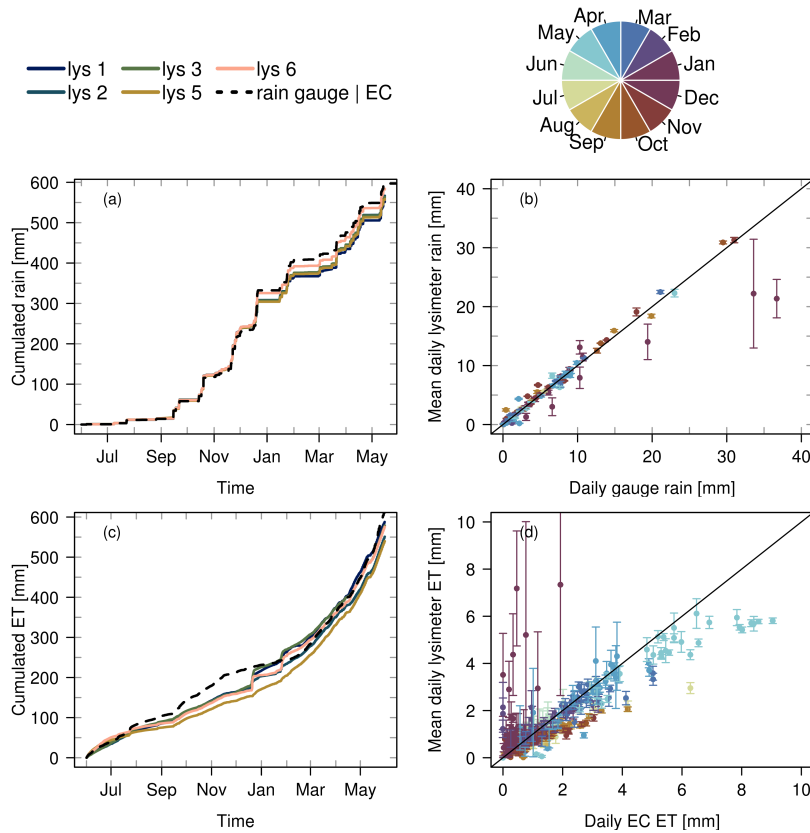 lys 1 lys 3 lys 6
lys 2 lys 5 rain gauge | EC
Apr Mar
May Feb
Jun Jan
Jul Dec
Aug Nov
Sep Oct
(a)
Cumulated rain [mm]
600
500
400
300
200
100
0
Jul Sep Nov Jan Mar May
Time
(b)
Mean daily lysimeter rain [mm]
40
30
20
10
0
0 10 20 30 40
Daily gauge rain [mm]
(c)
Cumulated ET [mm]
600
500
400
300
200
100
0
Jul Sep Nov Jan Mar May
Time
(d)
Mean daily lysimeter ET [mm]
10
8
6
4
2
0
0 2 4 6 8 10
Daily EC ET [mm]